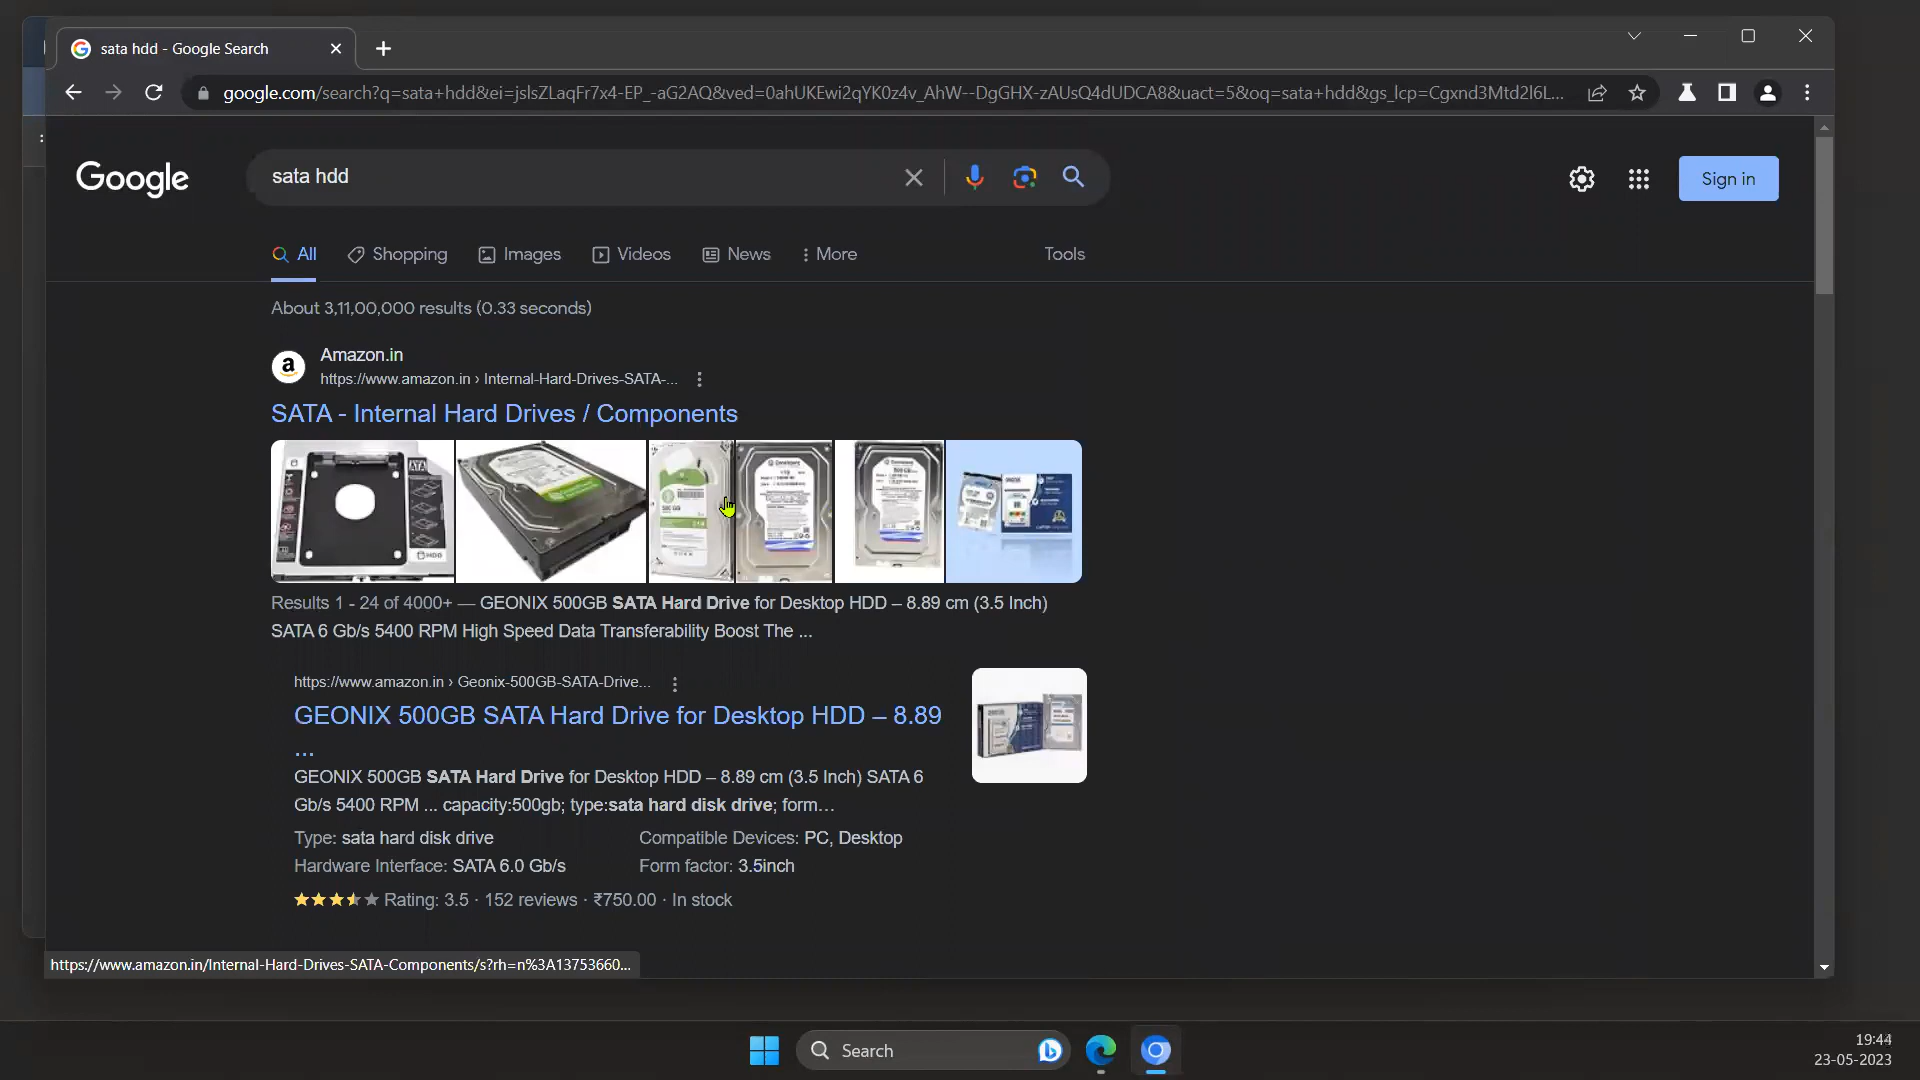 sata hdd - Google Search
google.com/search?q=sata+hdd&ei=jslsZLaqFr7x4-EP_-aG2AQ&ved=0ahUKEwi2qYK0z4v_AhW--DgGHX-zAUsQ4dUDCA8&uact=5&oq=sata+hdd&gs_lcp=Cgxnd3Mtd2l6L...
Google
sata hdd
Sign in
All
Shopping
Images
Videos
News
More
Tools
About 3,11,00,000 results (0.33 seconds)
Amazon.in
https://www.amazon.in › Internal-Hard-Drives-SATA-...
SATA - Internal Hard Drives / Components
Results 1 - 24 of 4000+ — GEONIX 500GB SATA Hard Drive for Desktop HDD – 8.89 cm (3.5 Inch)
SATA 6 Gb/s 5400 RPM High Speed Data Transferability Boost The ...
https://www.amazon.in › Geonix-500GB-SATA-Drive...
GEONIX 500GB SATA Hard Drive for Desktop HDD – 8.89
...
GEONIX 500GB SATA Hard Drive for Desktop HDD – 8.89 cm (3.5 Inch) SATA 6
Gb/s 5400 RPM ... capacity:500gb; type:sata hard disk drive; form...
Type: sata hard disk drive
Compatible Devices: PC, Desktop
Hardware Interface: SATA 6.0 Gb/s
Form factor: 3.5inch
Rating: 3.5 · 152 reviews · ₹750.00 · In stock
https://www.amazon.in/Internal-Hard-Drives-SATA-Components/s?rh=n%3A13753660...
Search
19:44
23-05-2023